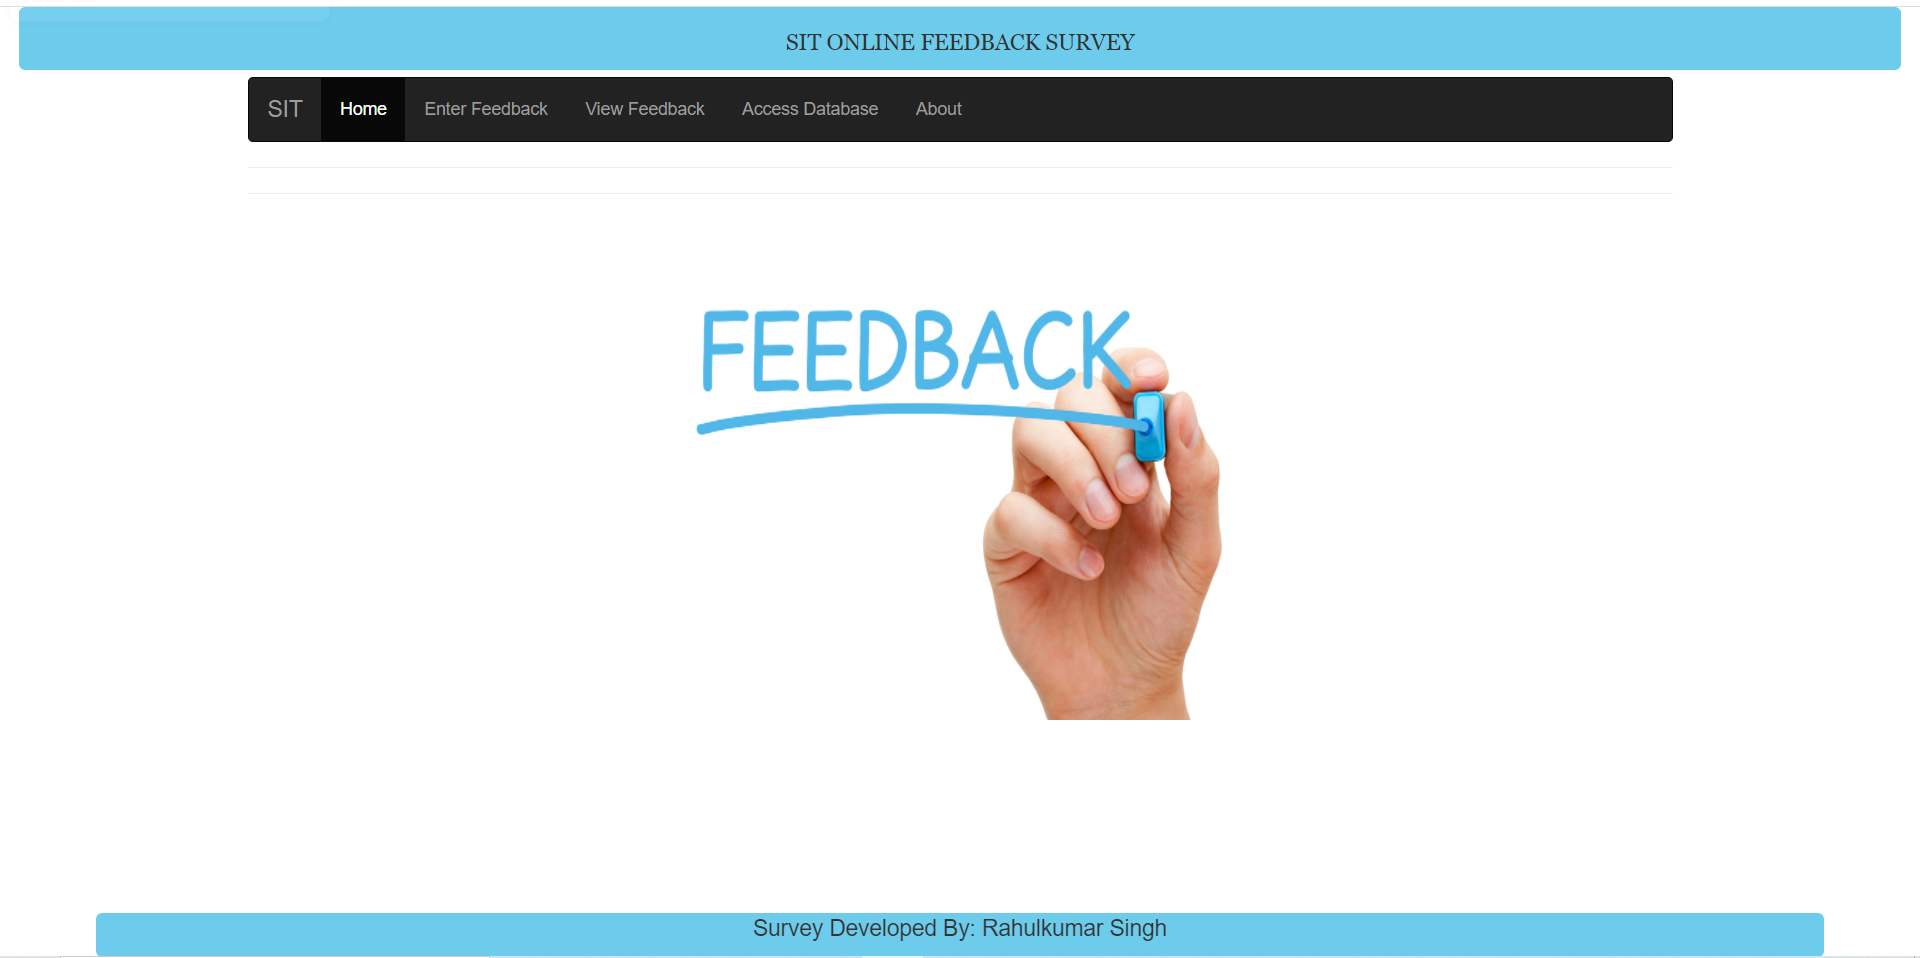 SIT ONLINE FEEDBACK SURVEY
SIT Home Enter Feedback View Feedback Access Database About
FEEDBACK
Survey Developed By: Rahulkumar Singh